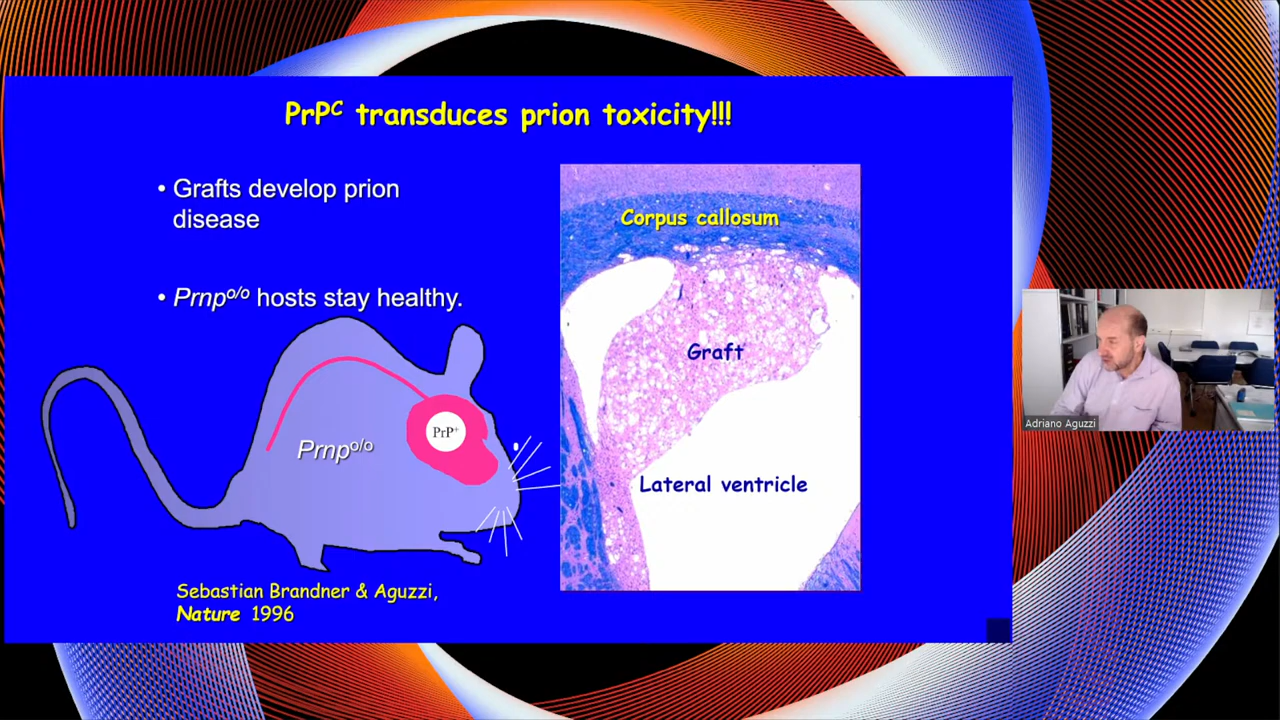 PrPᶜ transduces prion toxicity!!!
• Grafts develop prion
disease
• Prnpᵒ/ᵒ hosts stay healthy.
Corpus callosum
Graft
Lateral ventricle
PrP⁺
Prnpᵒ/ᵒ
Sebastian Brandner & Aguzzi,
Nature 1996
Adriano Aguzzi